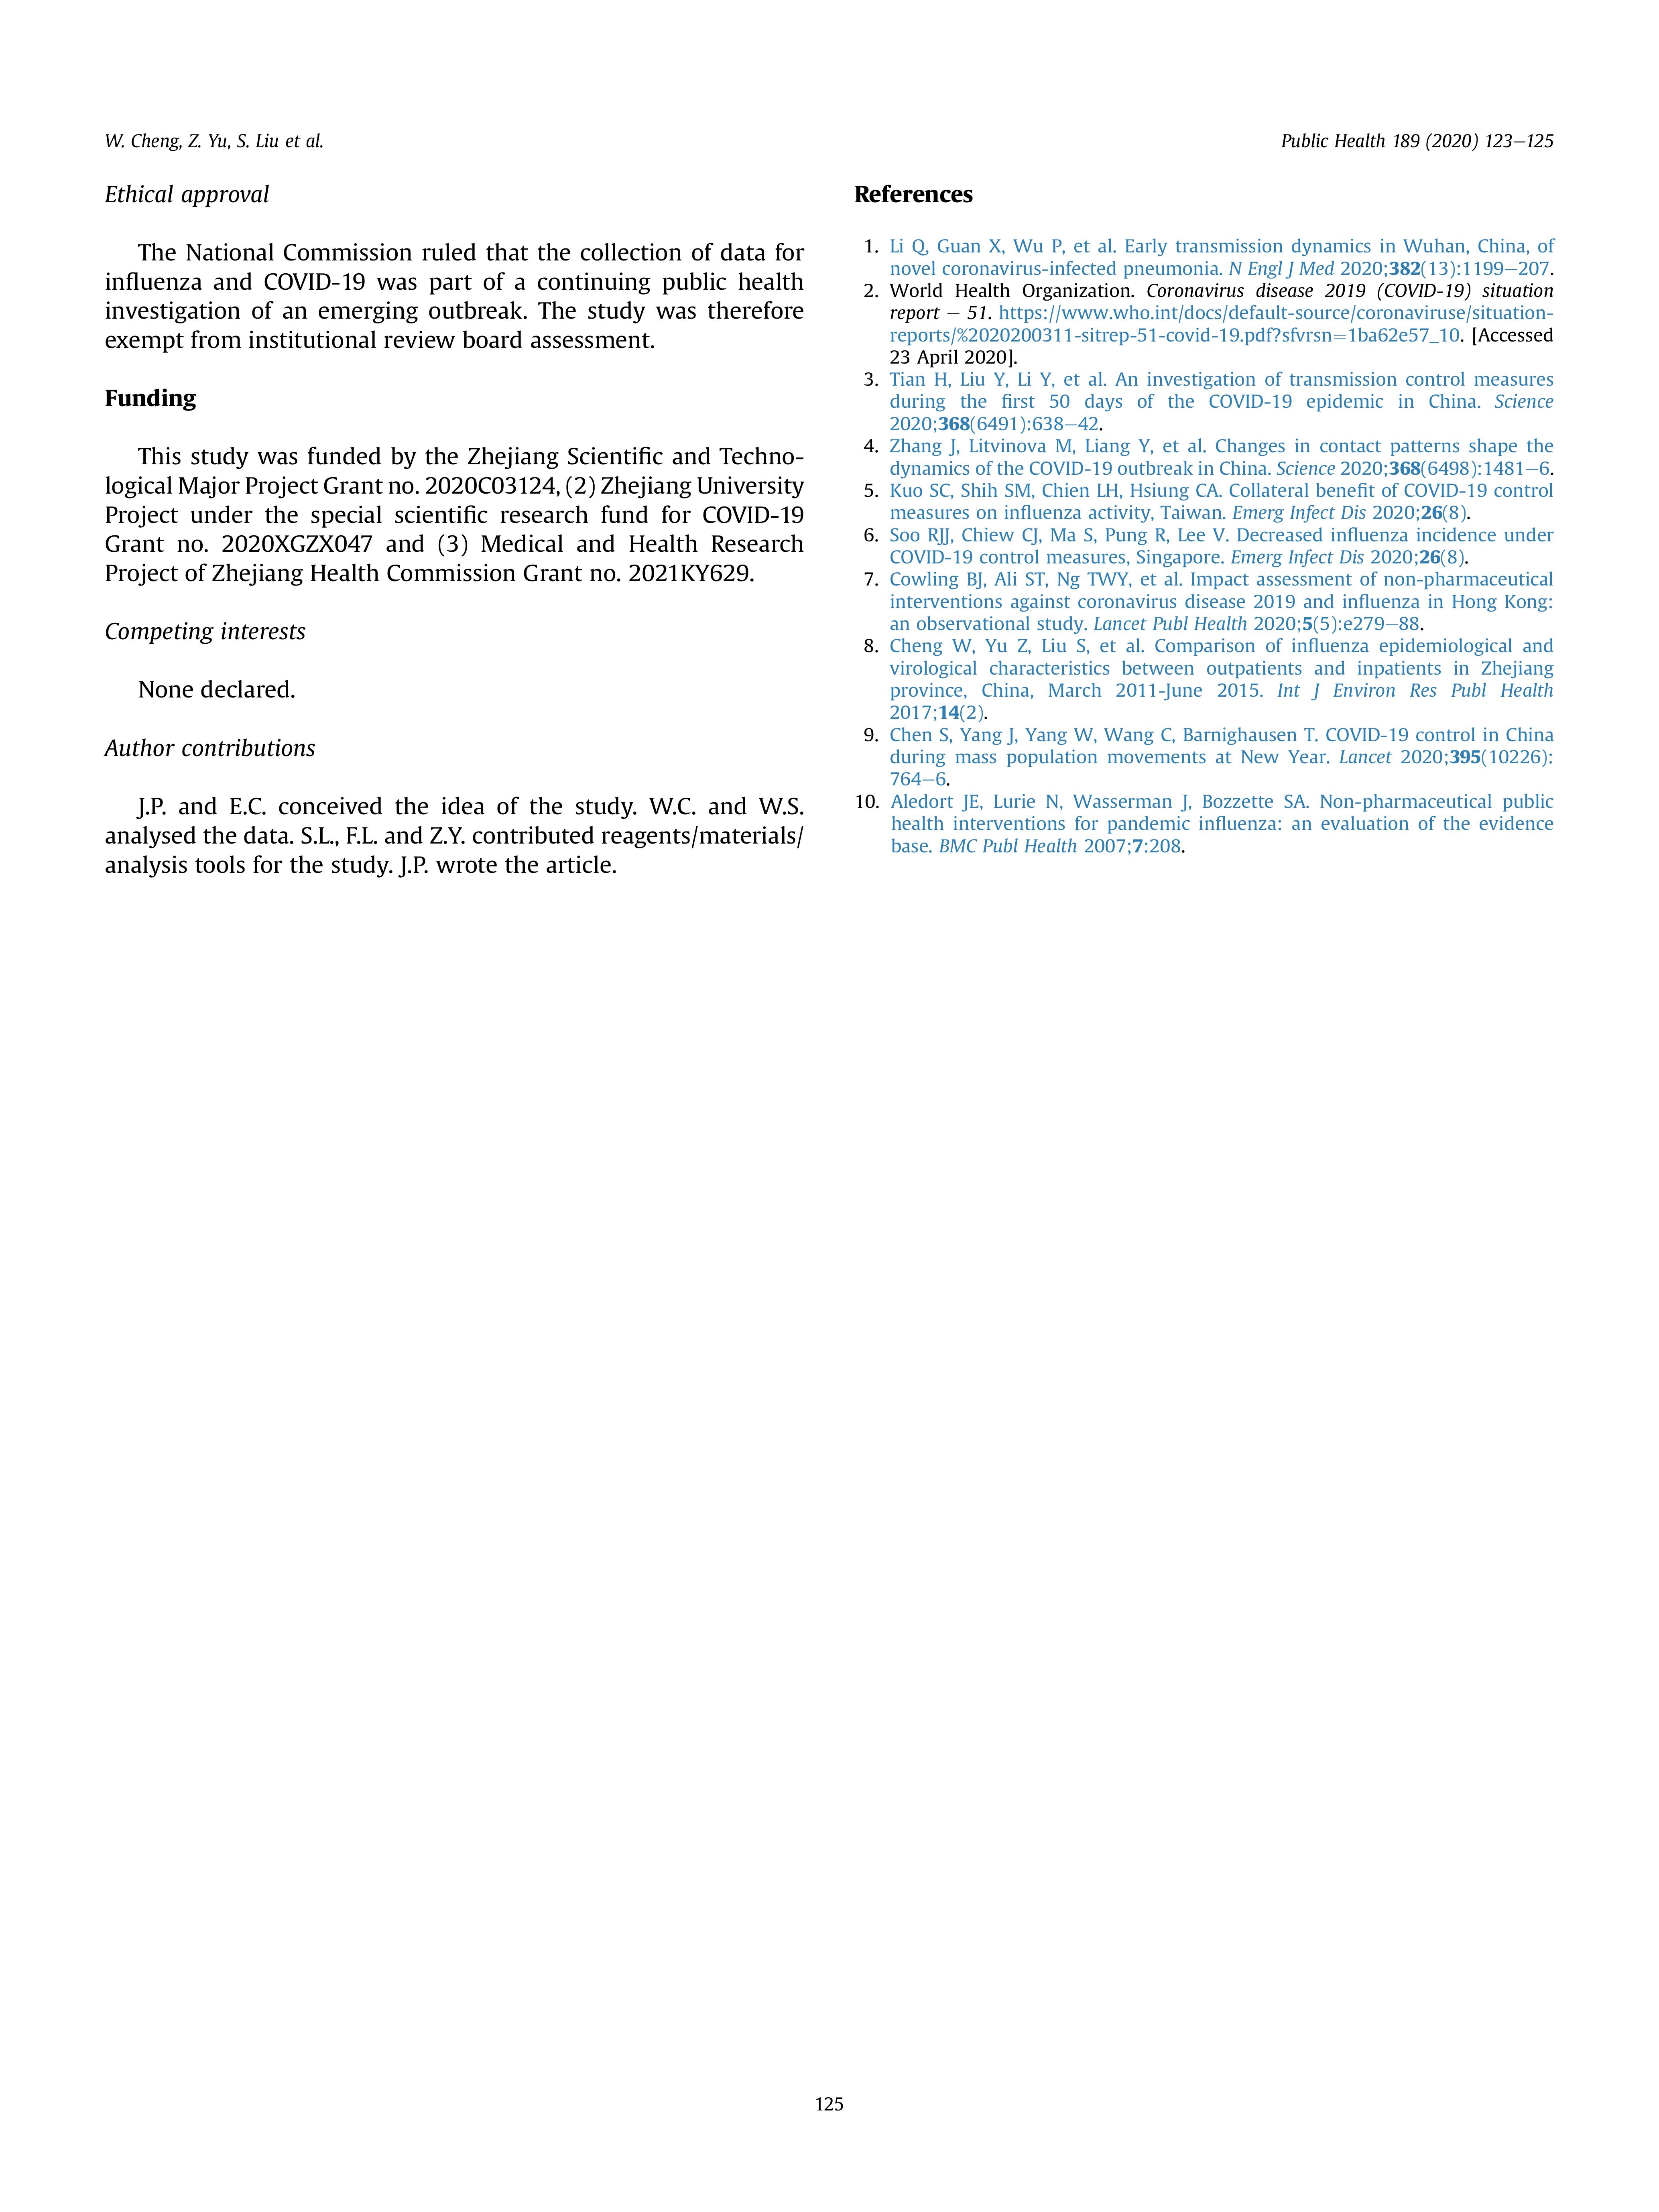 W. Cheng, Z. Yu, S. Liu et al.
Public Health 189 (2020) 123–125
Ethical approval
The National Commission ruled that the collection of data for
influenza and COVID-19 was part of a continuing public health
investigation of an emerging outbreak. The study was therefore
exempt from institutional review board assessment.
Funding
This study was funded by the Zhejiang Scientific and Techno-
logical Major Project Grant no. 2020C03124, (2) Zhejiang University
Project under the special scientific research fund for COVID-19
Grant no. 2020XGZX047 and (3) Medical and Health Research
Project of Zhejiang Health Commission Grant no. 2021KY629.
Competing interests
None declared.
Author contributions
J.P. and E.C. conceived the idea of the study. W.C. and W.S.
analysed the data. S.L., F.L. and Z.Y. contributed reagents/materials/
analysis tools for the study. J.P. wrote the article.
References
1. Li Q, Guan X, Wu P, et al. Early transmission dynamics in Wuhan, China, of
novel coronavirus-infected pneumonia. N Engl J Med 2020;382(13):1199–207.
2. World Health Organization. Coronavirus disease 2019 (COVID-19) situation
report – 51. https://www.who.int/docs/default-source/coronaviruse/situation-
reports/%2020200311-sitrep-51-covid-19.pdf?sfvrsn=1ba62e57_10. [Accessed
23 April 2020].
3. Tian H, Liu Y, Li Y, et al. An investigation of transmission control measures
during the first 50 days of the COVID-19 epidemic in China. Science
2020;368(6491):638–42.
4. Zhang J, Litvinova M, Liang Y, et al. Changes in contact patterns shape the
dynamics of the COVID-19 outbreak in China. Science 2020;368(6498):1481–6.
5. Kuo SC, Shih SM, Chien LH, Hsiung CA. Collateral benefit of COVID-19 control
measures on influenza activity, Taiwan. Emerg Infect Dis 2020;26(8).
6. Soo RJJ, Chiew CJ, Ma S, Pung R, Lee V. Decreased influenza incidence under
COVID-19 control measures, Singapore. Emerg Infect Dis 2020;26(8).
7. Cowling BJ, Ali ST, Ng TWY, et al. Impact assessment of non-pharmaceutical
interventions against coronavirus disease 2019 and influenza in Hong Kong:
an observational study. Lancet Publ Health 2020;5(5):e279–88.
8. Cheng W, Yu Z, Liu S, et al. Comparison of influenza epidemiological and
virological characteristics between outpatients and inpatients in Zhejiang
province, China, March 2011-June 2015. Int J Environ Res Publ Health
2017;14(2).
9. Chen S, Yang J, Yang W, Wang C, Barnighausen T. COVID-19 control in China
during mass population movements at New Year. Lancet 2020;395(10226):
764–6.
10. Aledort JE, Lurie N, Wasserman J, Bozzette SA. Non-pharmaceutical public
health interventions for pandemic influenza: an evaluation of the evidence
base. BMC Publ Health 2007;7:208.
125